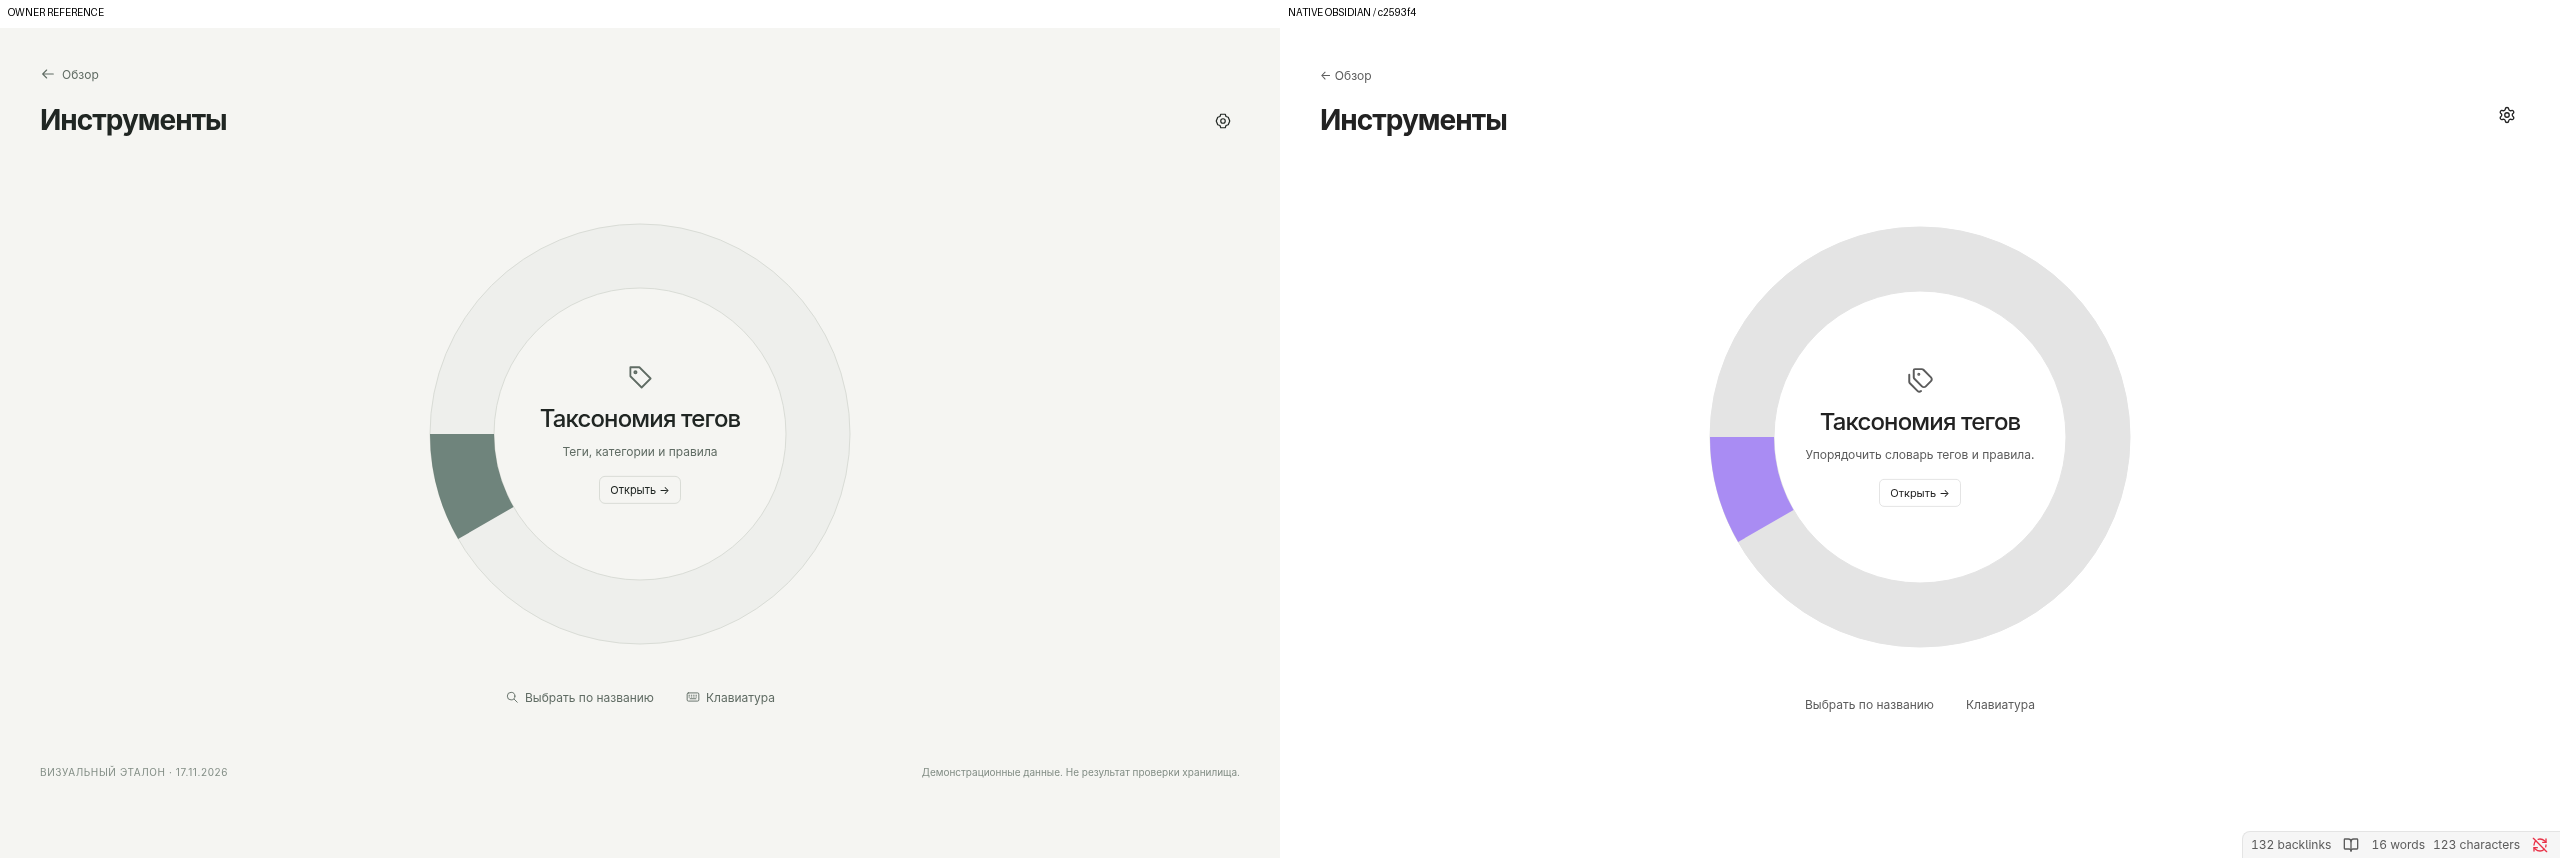 OWNER REFERENCE
← Обзор
Инструменты
Таксономия тегов
Теги, категории и правила
Открыть →
Выбрать по названию
Клавиатура
ВИЗУАЛЬНЫЙ ЭТАЛОН · 17.11.2026
Демонстрационные данные. Не результат проверки хранилища.
NATIVE OBSIDIAN / c2593f4
← Обзор
Инструменты
Таксономия тегов
Упорядочить словарь тегов и правила.
Открыть →
Выбрать по названию
Клавиатура
132 backlinks
16 words
123 characters